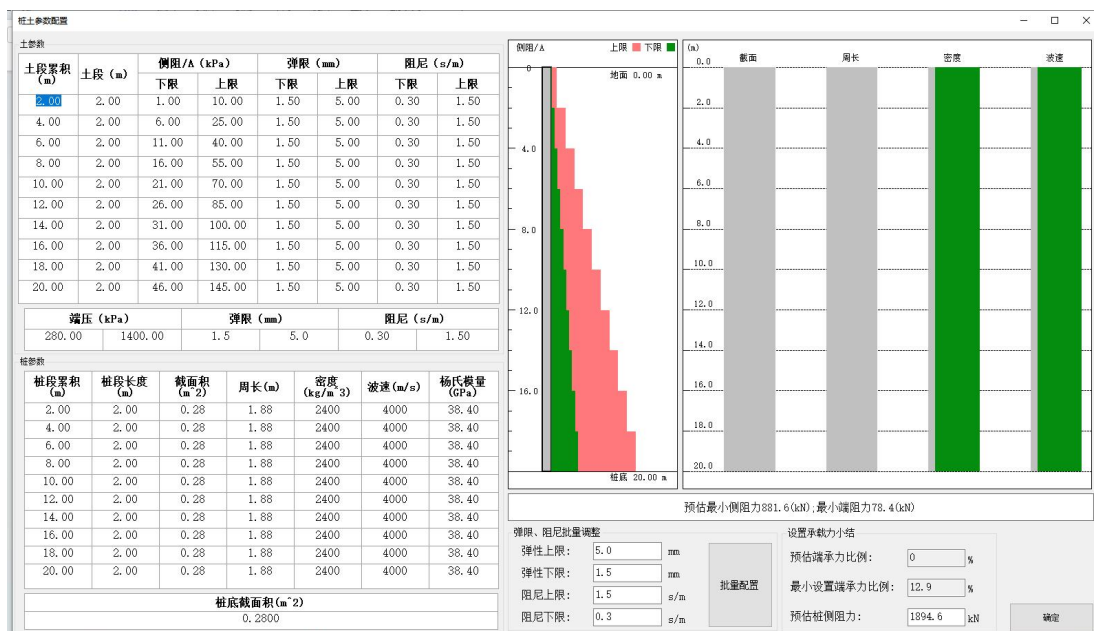 桩土参数配置
土参数
土段累积(m) 土段(m) 侧阻/A (kPa) 弹限 (mm) 阻尼 (s/m)
下限 上限 下限 上限 下限 上限
2.00 2.00 1.00 10.00 1.50 5.00 0.30 1.50
4.00 2.00 6.00 25.00 1.50 5.00 0.30 1.50
6.00 2.00 11.00 40.00 1.50 5.00 0.30 1.50
8.00 2.00 16.00 55.00 1.50 5.00 0.30 1.50
10.00 2.00 21.00 70.00 1.50 5.00 0.30 1.50
12.00 2.00 26.00 85.00 1.50 5.00 0.30 1.50
14.00 2.00 31.00 100.00 1.50 5.00 0.30 1.50
16.00 2.00 36.00 115.00 1.50 5.00 0.30 1.50
18.00 2.00 41.00 130.00 1.50 5.00 0.30 1.50
20.00 2.00 46.00 145.00 1.50 5.00 0.30 1.50
端压 (kPa) 弹限 (mm) 阻尼 (s/m)
280.00 1400.00 1.5 5.0 0.30 1.50
桩参数
桩段累积(m) 桩段长度(m) 截面积(m^2) 周长(m) 密度(kg/m^3) 波速(m/s) 杨氏模量(GPa)
2.00 2.00 0.28 1.88 2400 4000 38.40
4.00 2.00 0.28 1.88 2400 4000 38.40
6.00 2.00 0.28 1.88 2400 4000 38.40
8.00 2.00 0.28 1.88 2400 4000 38.40
10.00 2.00 0.28 1.88 2400 4000 38.40
12.00 2.00 0.28 1.88 2400 4000 38.40
14.00 2.00 0.28 1.88 2400 4000 38.40
16.00 2.00 0.28 1.88 2400 4000 38.40
18.00 2.00 0.28 1.88 2400 4000 38.40
20.00 2.00 0.28 1.88 2400 4000 38.40
桩底截面积(m^2)
0.2800
侧阻/A 上限 下限
0 地面 0.00 m
4.0
8.0
12.0
16.0
桩底 20.00 m
(m) 截面 周长 密度 波速
0.0
2.0
4.0
6.0
8.0
10.0
12.0
14.0
16.0
18.0
20.0
预估最小侧阻力881.6(kN);最小端阻力78.4(kN)
弹限、阻尼批量调整
弹性上限: 5.0 mm
弹性下限: 1.5 mm
阻尼上限: 1.5 s/m
阻尼下限: 0.3 s/m
批量配置
设置承载力小结
预估端承力比例: 0 %
最小设置端承力比例: 12.9 %
预估桩侧阻力: 1894.6 kN
确定